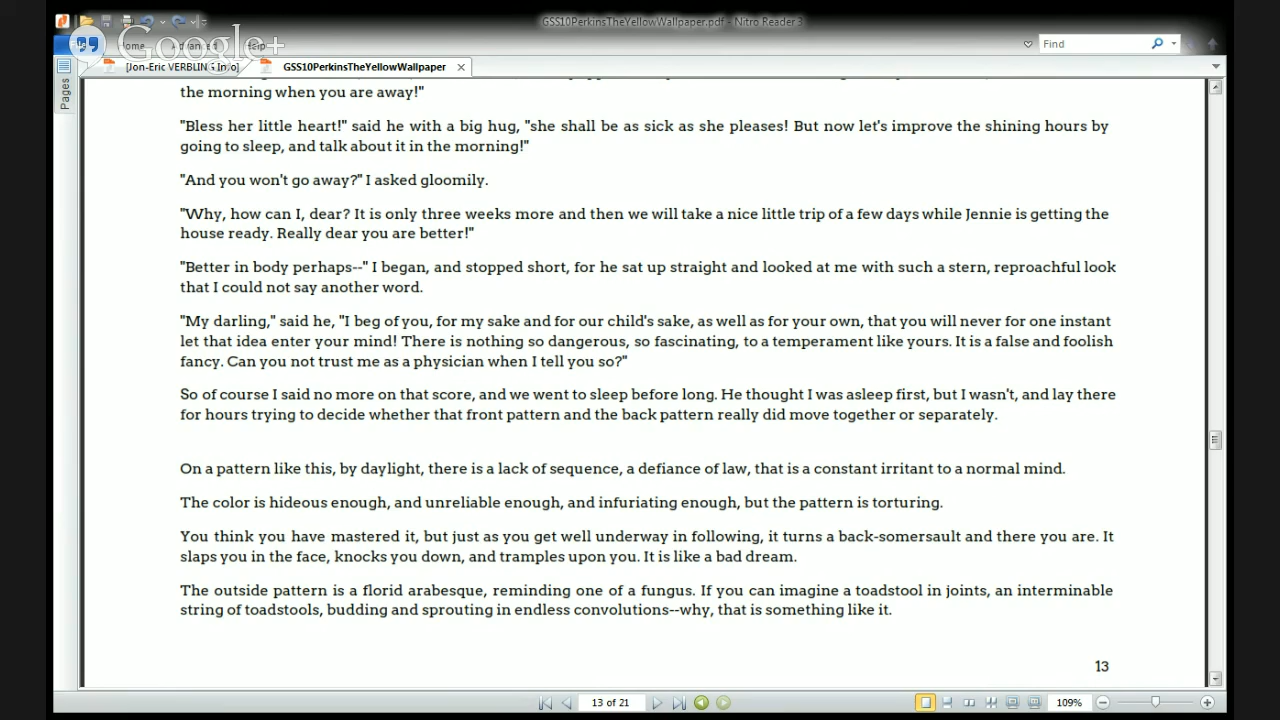 GSS10PerkinsTheYellowWallpaper.pdf - Nitro Reader 3
Google+
File Home Advanced Help
Find
[Jon-Eric VERBLING Info] GSS10PerkinsTheYellowWallpaper
Pages
the morning when you are away!"
"Bless her little heart!" said he with a big hug, "she shall be as sick as she pleases! But now let's improve the shining hours by
going to sleep, and talk about it in the morning!"
"And you won't go away?" I asked gloomily.
"Why, how can I, dear? It is only three weeks more and then we will take a nice little trip of a few days while Jennie is getting the
house ready. Really dear you are better!"
"Better in body perhaps--" I began, and stopped short, for he sat up straight and looked at me with such a stern, reproachful look
that I could not say another word.
"My darling," said he, "I beg of you, for my sake and for our child's sake, as well as for your own, that you will never for one instant
let that idea enter your mind! There is nothing so dangerous, so fascinating, to a temperament like yours. It is a false and foolish
fancy. Can you not trust me as a physician when I tell you so?"
So of course I said no more on that score, and we went to sleep before long. He thought I was asleep first, but I wasn't, and lay there
for hours trying to decide whether that front pattern and the back pattern really did move together or separately.
On a pattern like this, by daylight, there is a lack of sequence, a defiance of law, that is a constant irritant to a normal mind.
The color is hideous enough, and unreliable enough, and infuriating enough, but the pattern is torturing.
You think you have mastered it, but just as you get well underway in following, it turns a back-somersault and there you are. It
slaps you in the face, knocks you down, and tramples upon you. It is like a bad dream.
The outside pattern is a florid arabesque, reminding one of a fungus. If you can imagine a toadstool in joints, an interminable
string of toadstools, budding and sprouting in endless convolutions--why, that is something like it.
13
13 of 21
109%